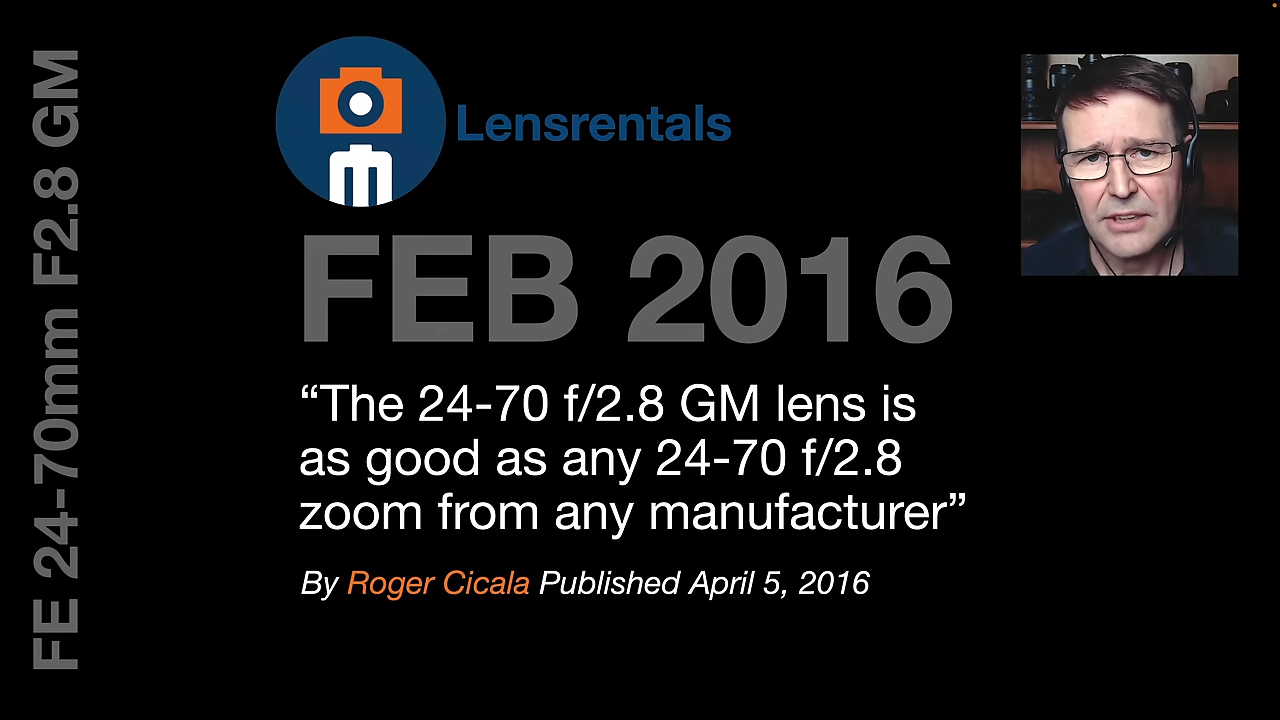 FE 24-70mm F2.8 GM
Lensrentals
FEB 2016
“The 24-70 f/2.8 GM lens is
as good as any 24-70 f/2.8
zoom from any manufacturer”
By Roger Cicala Published April 5, 2016